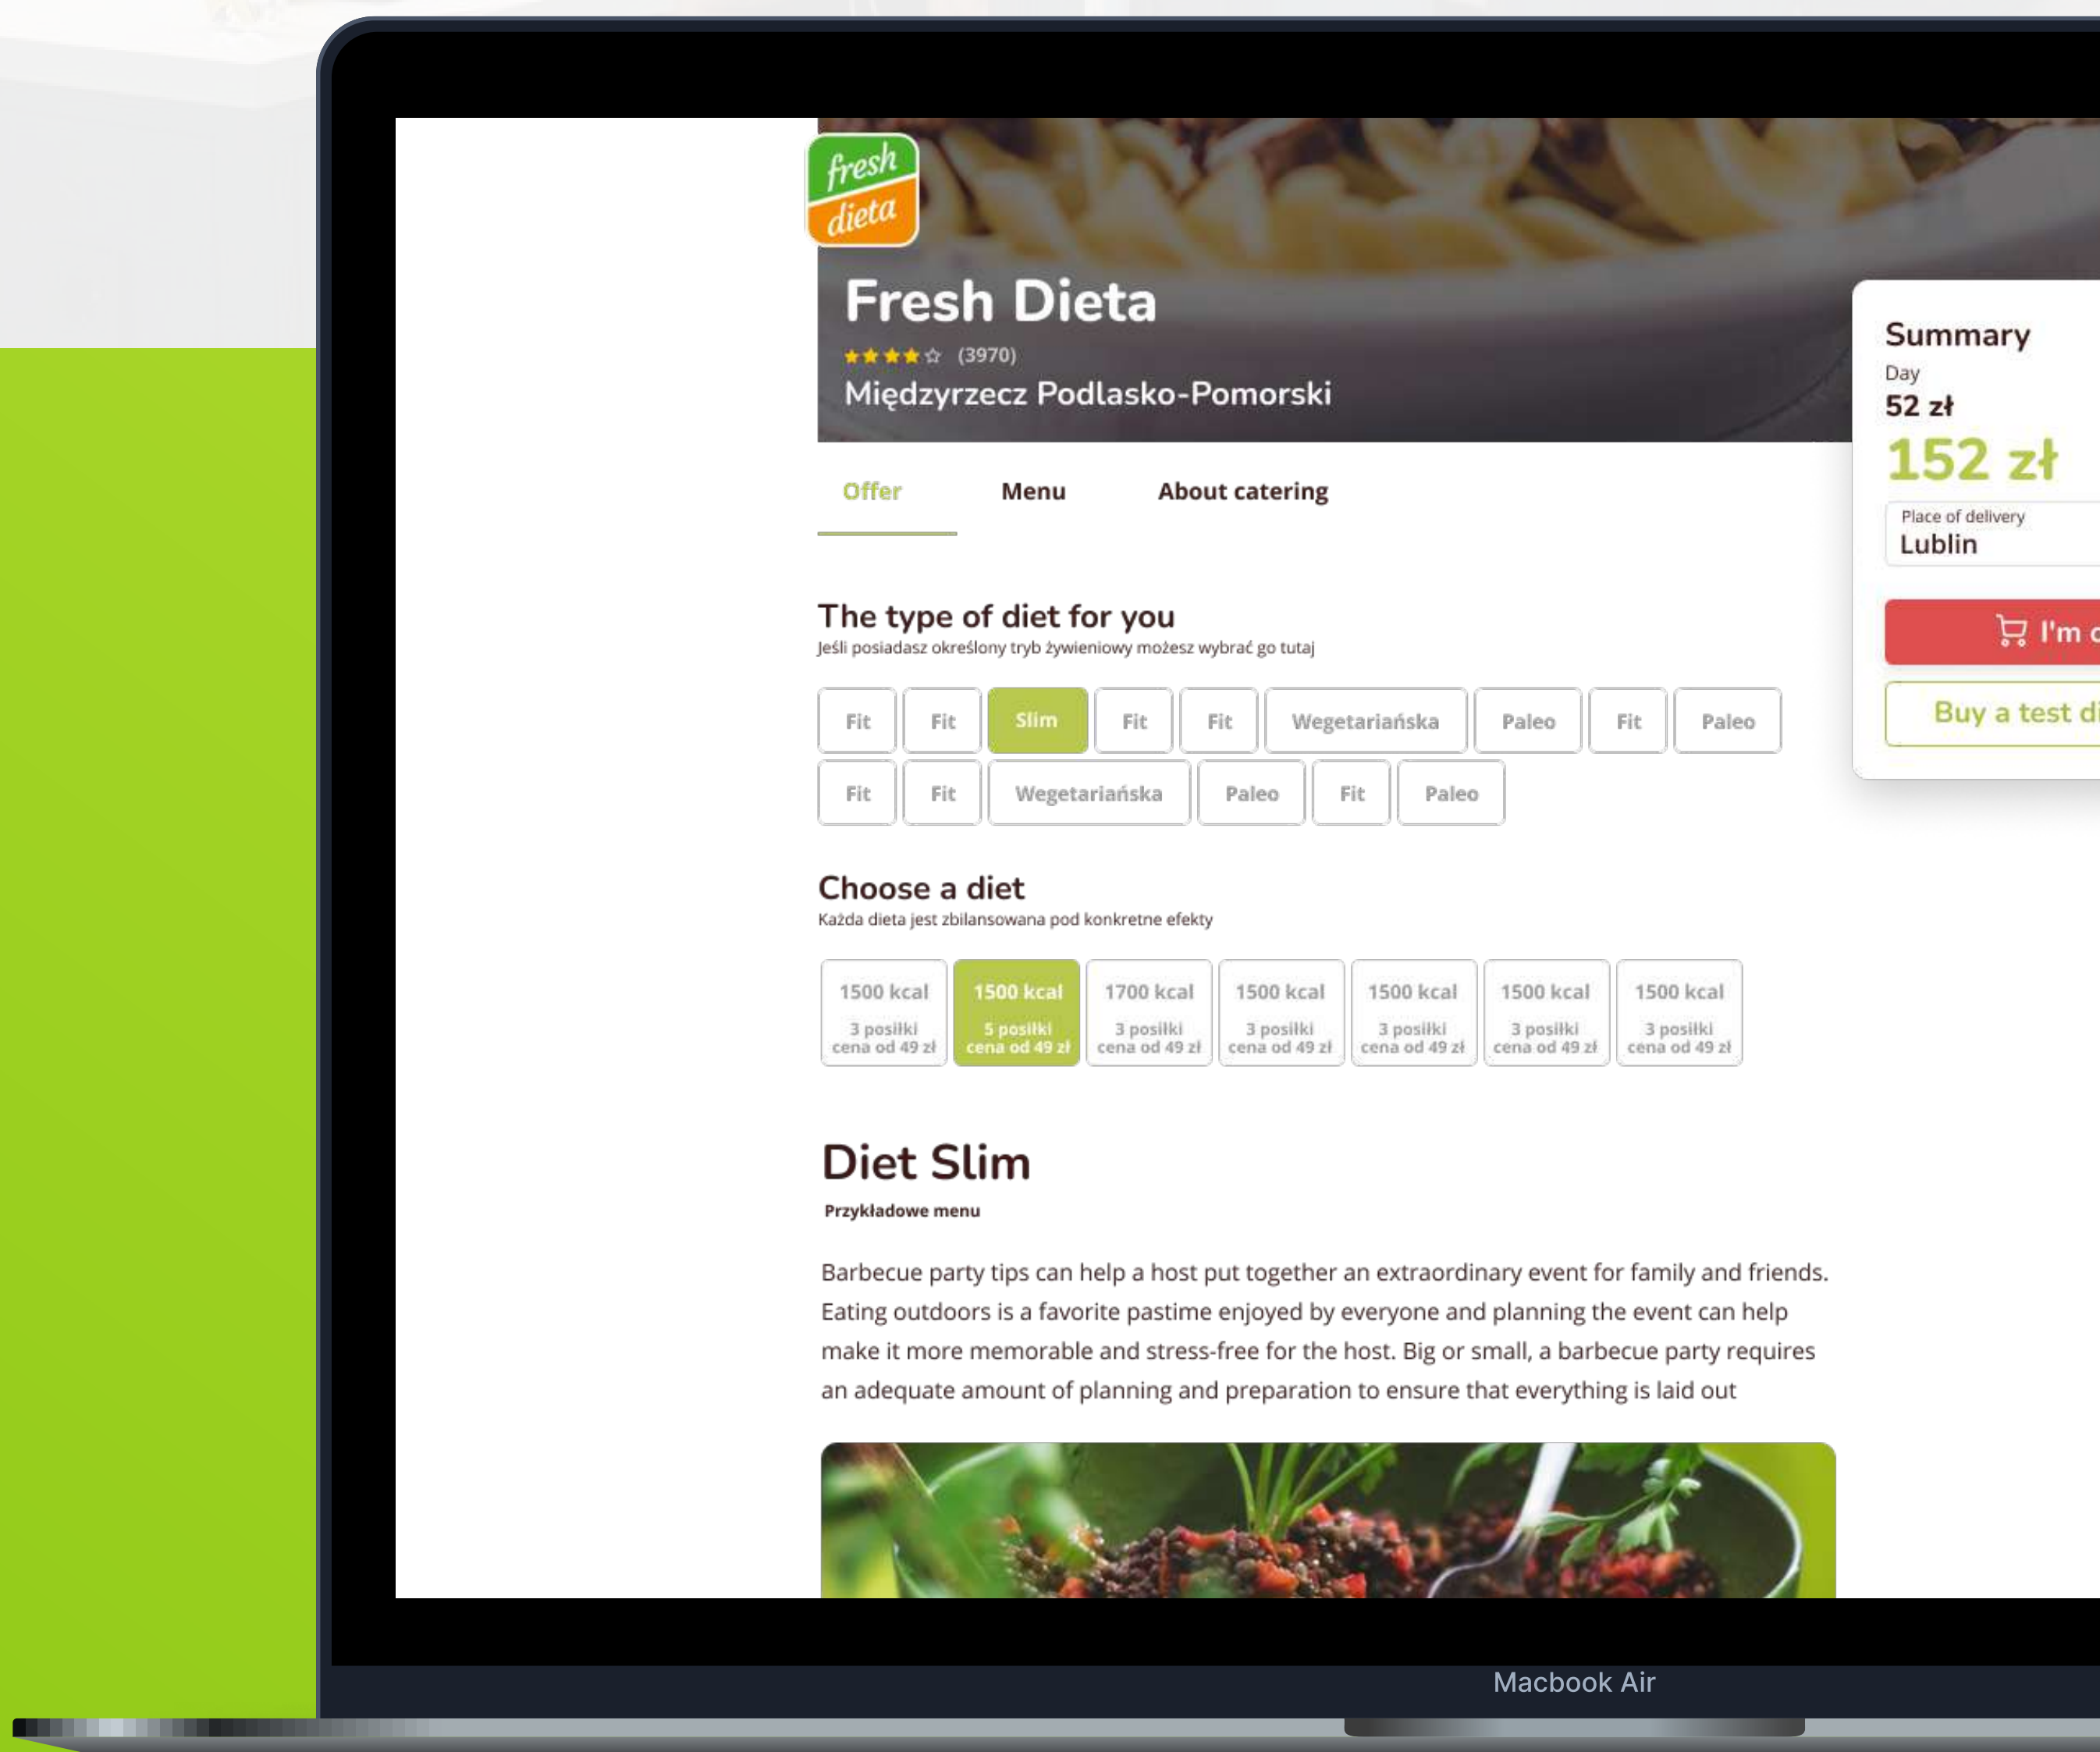 fresh
dieta
Fresh Dieta
(3970)
Międzyrzecz Podlasko-Pomorski
Summary
Day
52 zł
152 zł
Place of delivery
Lublin
I'm
Buy a test
Offer Menu About catering
The type of diet for you
Jeśli posiadasz określony tryb żywieniowy możesz wybrać go tutaj
Fit Fit Slim Fit Fit Wegetariańska Paleo Fit Paleo
Fit Fit Wegetariańska Paleo Fit Paleo
Choose a diet
Każda dieta jest zbilansowana pod konkretne efekty
1500 kcal 1500 kcal 1700 kcal 1500 kcal 1500 kcal 1500 kcal 1500 kcal
3 posiłki 5 posiłki 3 posiłki 3 posiłki 3 posiłki 3 posiłki 3 posiłki
cena od 49 zł cena od 49 zł cena od 49 zł cena od 49 zł cena od 49 zł cena od 49 zł cena od 49 zł
Diet Slim
Przykładowe menu
Barbecue party tips can help a host put together an extraordinary event for family and friends.
Eating outdoors is a favorite pastime enjoyed by everyone and planning the event can help
make it more memorable and stress-free for the host. Big or small, a barbecue party requires
an adequate amount of planning and preparation to ensure that everything is laid out
Macbook Air